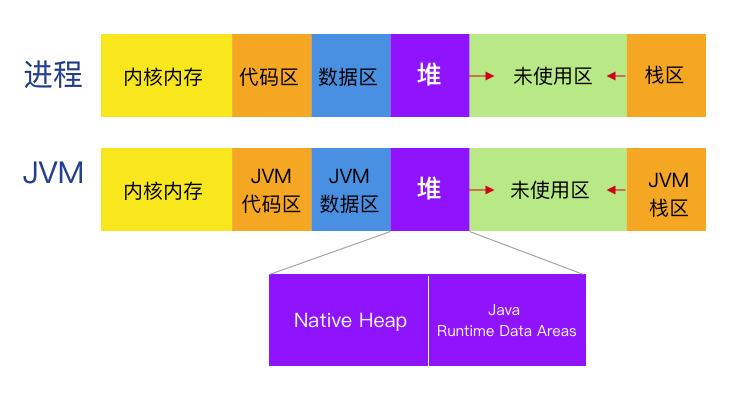 进程
内核内存
代码区
数据区
堆
未使用区
栈区
JVM
内核内存
JVM
代码区
JVM
数据区
堆
未使用区
JVM
栈区
Native Heap
Java
Runtime Data Areas